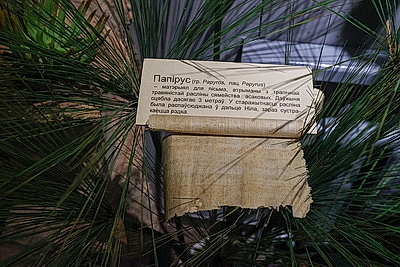 Папірус (гр. Papyros, лац. Papyrus)
– матэрыял для пісьма, атрыманы з трапічнай
травяністай расліны сямейства асаковых. Даўжыня
сцябла дасягае 3 метраў. У старажытнасці расліна
была распаўсюджана ў дэльце Ніла, зараз сустра-
каецца рэдка.